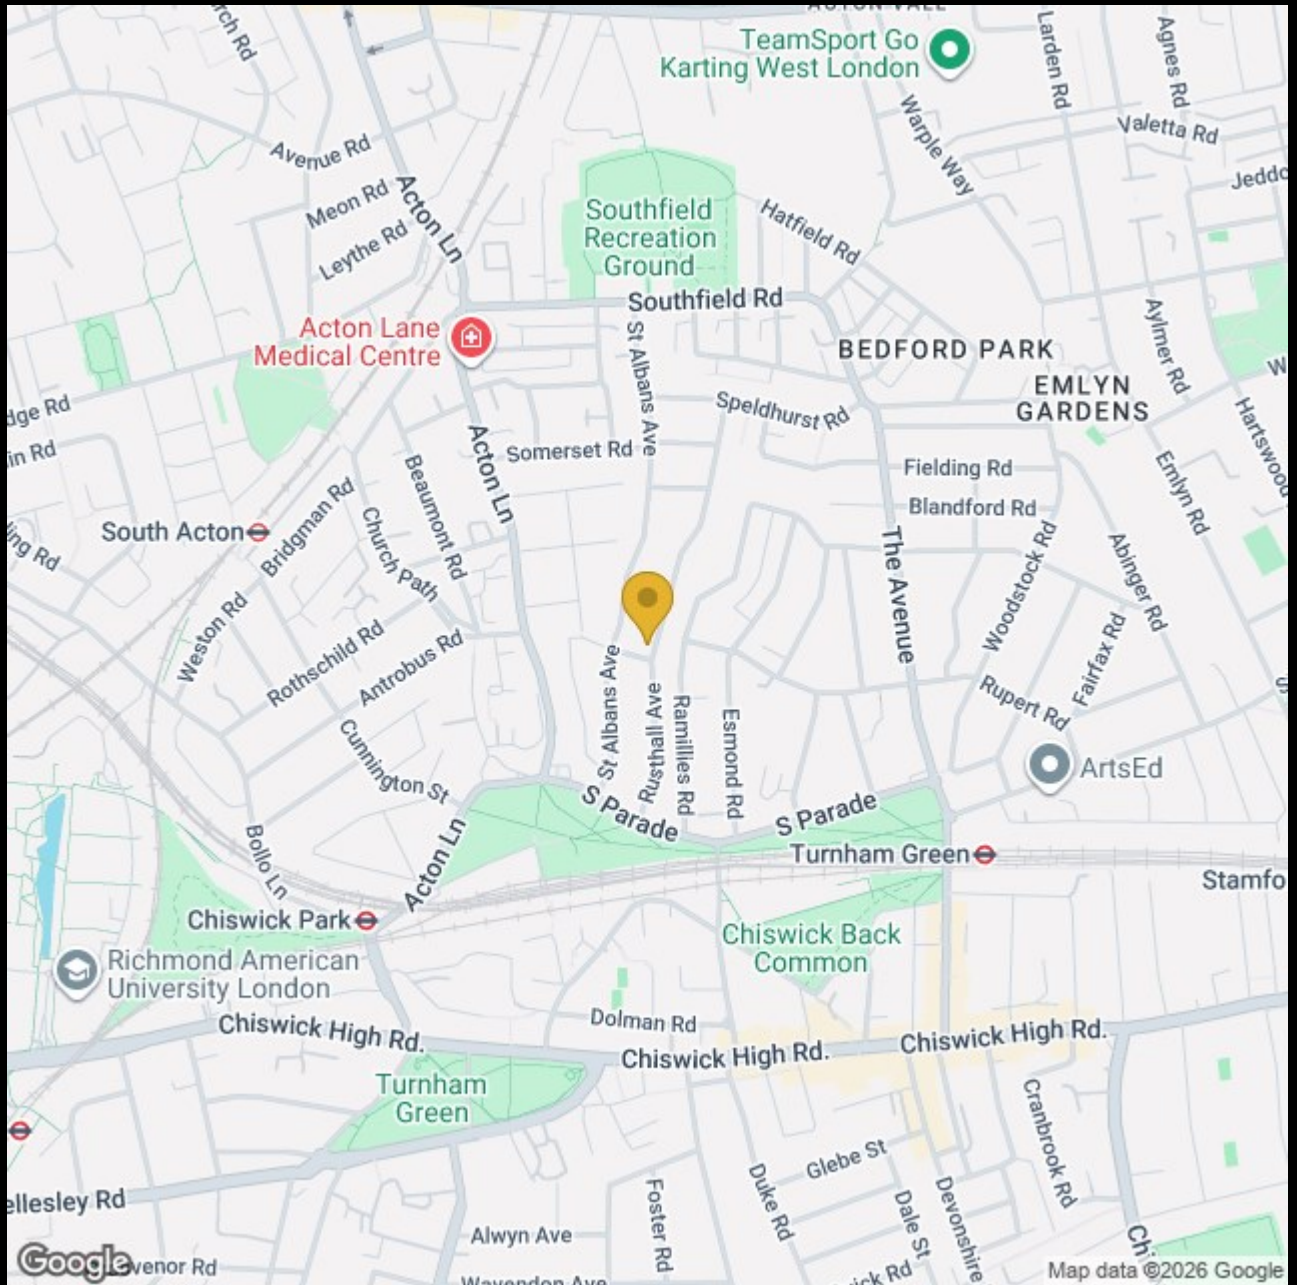 ACTON VALE
TeamSport Go
Karting West London
Larden Rd
Agnes Rd
Valetta Rd
Warple Way
Avenue Rd
Meon Rd
Leythe Rd
Acton Ln
Southfield
Recreation
Ground
Hatfield Rd
Southfield Rd
Acton Lane
Medical Centre
St Albans Ave
BEDFORD PARK
EMLYN
GARDENS
Aylmer Rd
Speldhurst Rd
Hartswood
Somerset Rd
Acton Ln
Beaumont Rd
Fielding Rd
Blandford Rd
Emlyn Rd
South Acton
Bridgman Rd
Church Path
The Avenue
Woodstock Rd
Abinger Rd
Weston Rd
Rothschild Rd
Antrobus Rd
Fairfax Rd
Rupert Rd
St Albans Ave
Rusthall Ave
Ramillies Rd
Esmond Rd
Cunnington St
ArtsEd
S Parade
S Parade
Bollo Ln
Acton Ln
Turnham Green
Stamfo
Chiswick Park
Chiswick Back
Common
Richmond American
University London
Dolman Rd
Chiswick High Rd.
Chiswick High Rd.
Chiswick High Rd.
Turnham
Green
Cranbrook Rd
Glebe St
Duke Rd
Foster Rd
Dale St
Devonshire
ellesley Rd
Alwyn Ave
Google
venor Rd
Map data ©2026 Google